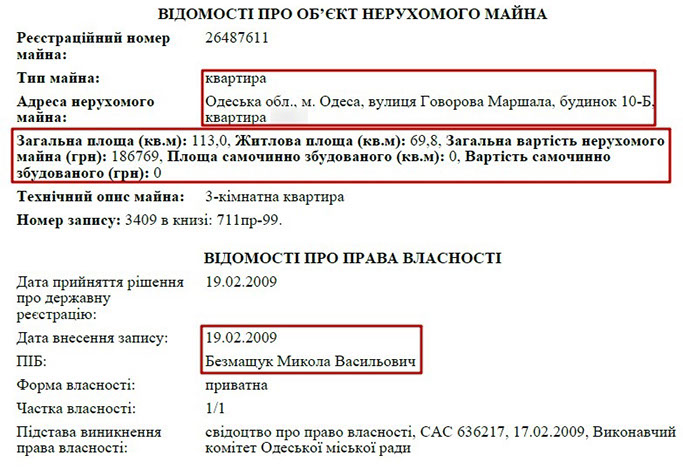 ВІДОМОСТІ ПРО ОБ’ЄКТ НЕРУХОМОГО МАЙНА
Реєстраційний номер майна: 26487611
Тип майна: квартира
Адреса нерухомого майна: Одеська обл., м. Одеса, вулиця Говорова Маршала, будинок 10-Б, квартира
Загальна площа (кв.м): 113,0, Житлова площа (кв.м): 69,8, Загальна вартість нерухомого
майна (грн): 186769, Площа самочинно збудованого (кв.м): 0, Вартість самочинно
збудованого (грн): 0
Технічний опис майна: 3-кімнатна квартира
Номер запису: 3409 в книзі: 711пр-99.
ВІДОМОСТІ ПРО ПРАВА ВЛАСНОСТІ
Дата прийняття рішення про державну реєстрацію: 19.02.2009
Дата внесення запису: 19.02.2009
ПІБ: Безмащук Микола Васильович
Форма власності: приватна
Частка власності: 1/1
Підстава виникнення права власності: свідоцтво про право власності, САС 636217, 17.02.2009, Виконавчий комітет Одеської міської ради